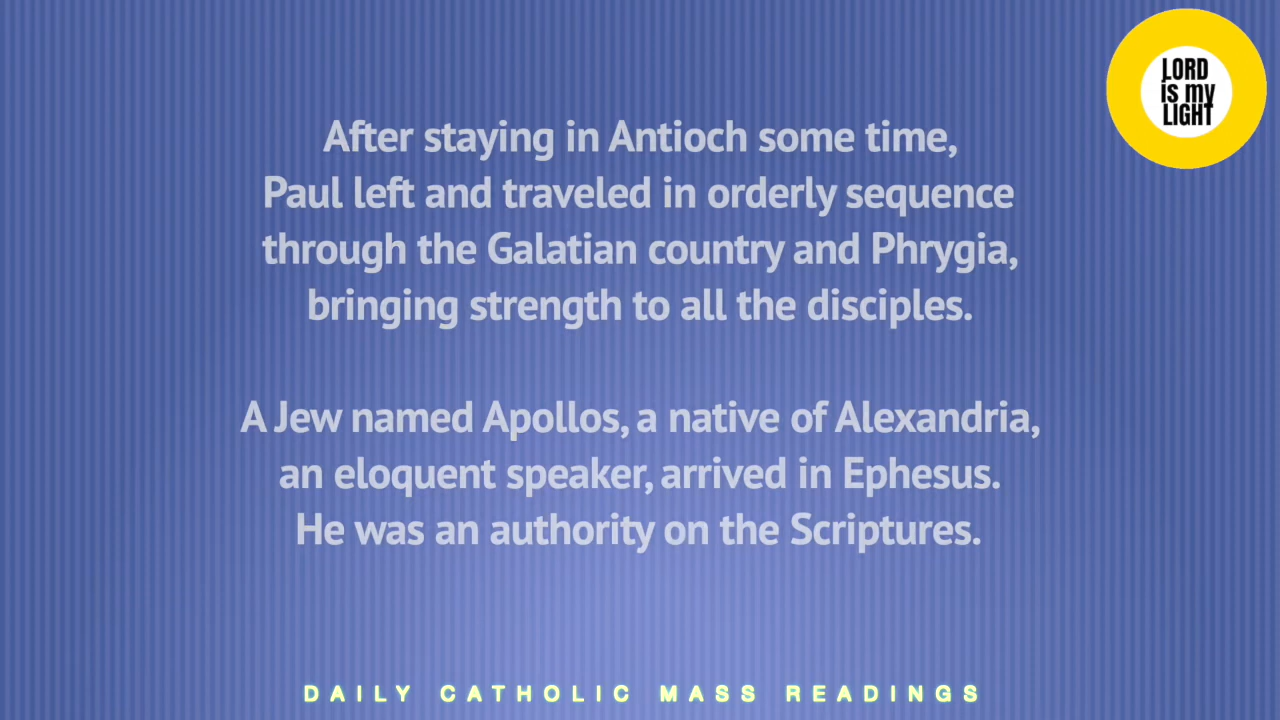 LORD
is my
LIGHT
After staying in Antioch some time,
Paul left and traveled in orderly sequence
through the Galatian country and Phrygia,
bringing strength to all the disciples.
A Jew named Apollos, a native of Alexandria,
an eloquent speaker, arrived in Ephesus.
He was an authority on the Scriptures.
DAILY CATHOLIC MASS READINGS